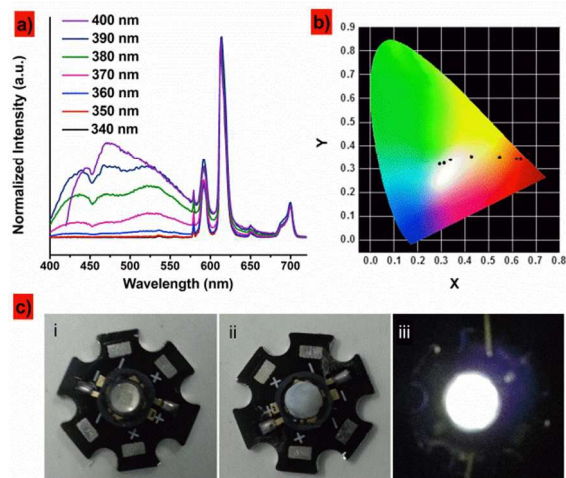 a)
400 nm
390 nm
380 nm
370 nm
360 nm
350 nm
340 nm
Normalized Intensity (a.u.)
400 450 500 550 600 650 700
Wavelength (nm)
b)
0.9
0.8
0.7
0.6
0.5
0.4
0.3
0.2
0.1
0.0
Y
0.0 0.1 0.2 0.3 0.4 0.5 0.6 0.7 0.8
X
c)
i
ii
iii